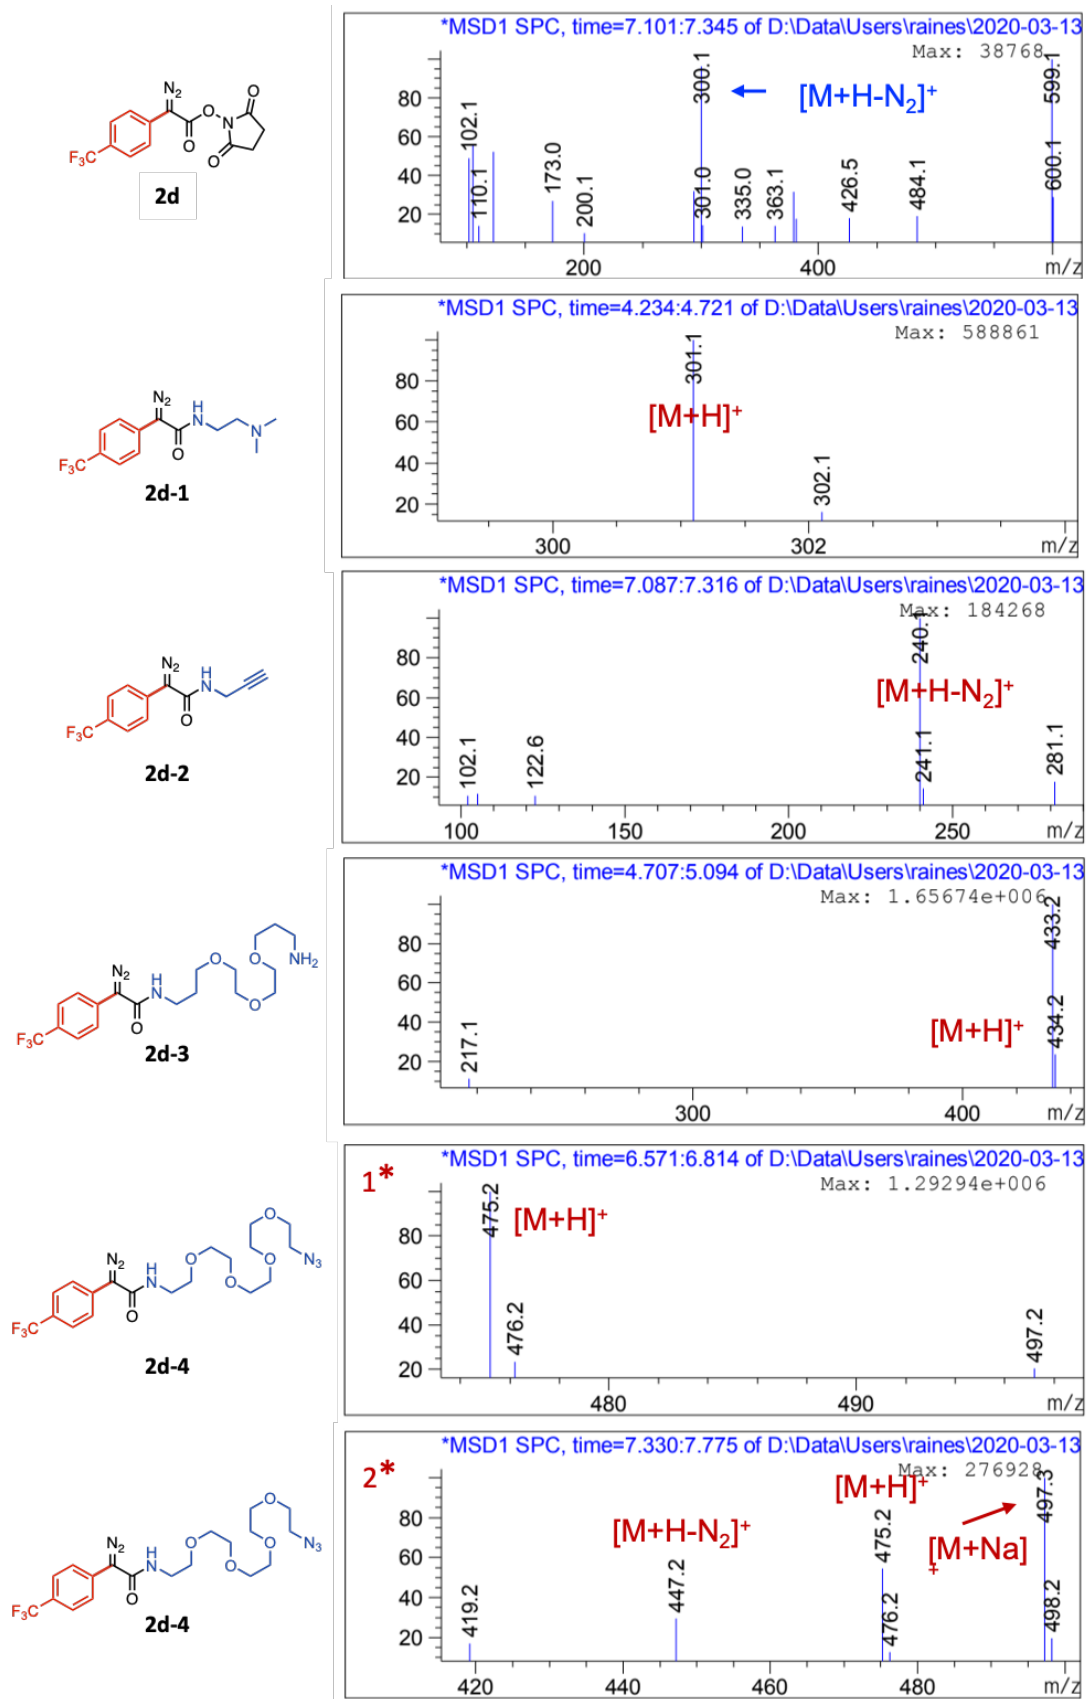 *MSD1 SPC, time=7.101:7.345 of D:\Data\Users\raines\2020-03-13
Max: 38768
[M+H-N2]+
80
60
40
20
102.1
110.1
173.0
200.1
300.1
301.0
335.0
363.1
426.5
484.1
599.1
600.1
200
400
m/z
N2
O
O
N
O
O
F3C
2d
*MSD1 SPC, time=4.234:4.721 of D:\Data\Users\raines\2020-03-13
Max: 588861
301.1
[M+H]+
80
60
40
20
302.1
300
302
m/z
N2
H
N
N
O
F3C
2d-1
*MSD1 SPC, time=7.087:7.316 of D:\Data\Users\raines\2020-03-13
Max: 184268
240.1
[M+H-N2]+
80
60
40
20
102.1
122.6
241.1
281.1
100
150
200
250
m/z
N2
H
N
O
F3C
2d-2
*MSD1 SPC, time=4.707:5.094 of D:\Data\Users\raines\2020-03-13
Max: 1.65674e+006
433.2
434.2
[M+H]+
80
60
40
20
217.1
300
400
m/z
N2
H
N
O
O
O
NH2
O
F3C
2d-3
1*
*MSD1 SPC, time=6.571:6.814 of D:\Data\Users\raines\2020-03-13
Max: 1.29294e+006
475.2
[M+H]+
80
60
40
20
476.2
497.2
480
490
m/z
N2
H
N
O
O
O
O
N3
O
F3C
2d-4
2*
*MSD1 SPC, time=7.330:7.775 of D:\Data\Users\raines\2020-03-13
Max: 276928
[M+H]+
497.3
[M+H-N2]+
[M+Na]
+
80
60
40
20
419.2
447.2
475.2
476.2
498.2
420
440
460
480
m/z
N2
H
N
O
O
O
O
N3
O
F3C
2d-4